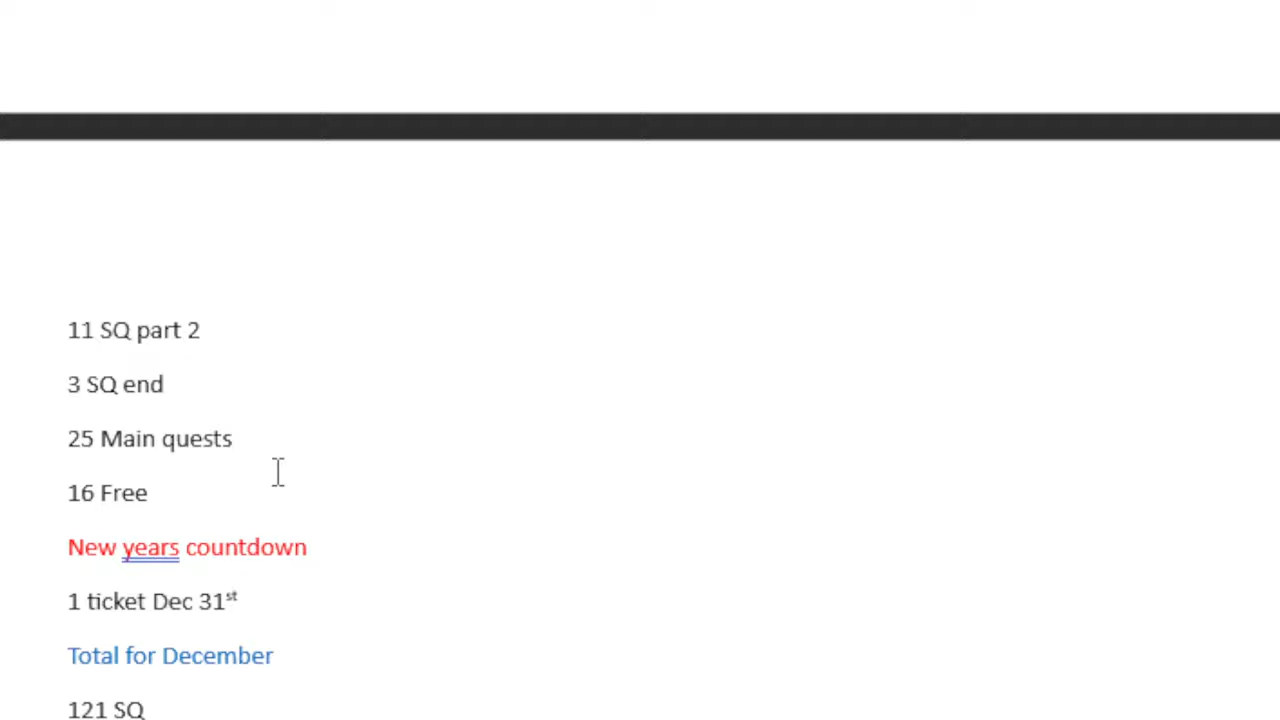 11 SQ part 2
3 SQ end
25 Main quests
16 Free
New years countdown
1 ticket Dec 31st
Total for December
121 SQ